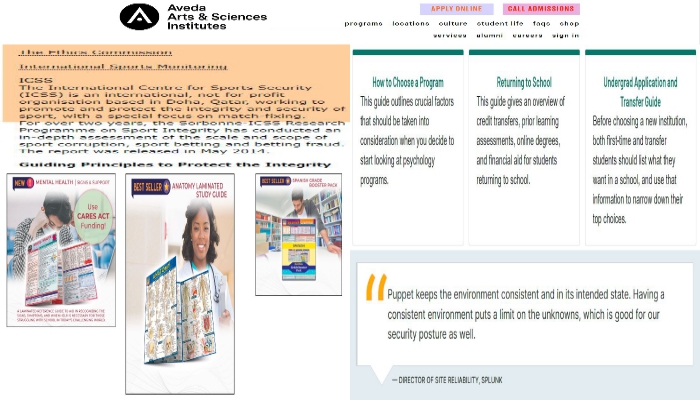 Aveda
Arts & Sciences
Institutes
APPLY ONLINE
CALL ADMISSIONS
programs locations culture student life faqs shop
services alumni careers sign in
The Ethics Commission
International Sports Monitoring
ICSS
The International Centre for Sports Security
(ICSS) is an international, not for profit
organisation based in Doha, Qatar, working to
promote and protect the integrity and security of
sport, with a special focus on match-fixing.
For over two years, the Sorbonne-ICSS Research
Programme on Sport Integrity has conducted an
in-depth assessment of the scale and scope of
sport corruption, sport betting and betting fraud.
The report was released in May 2014.
Guiding Principles to Protect the Integrity
NEW
MENTAL HEALTH | SIGNS & SUPPORT
Use
CARES ACT
Funding!
BEST SELLER
ANATOMY LAMINATED
STUDY GUIDE
BEST SELLER
SPANISH GRADE
BOOSTER PACK
How to Choose a Program
This guide outlines crucial factors
that should be taken into
consideration when you decide to
start looking at psychology
programs.
Returning to School
This guide gives an overview of
credit transfers, prior learning
assessments, online degrees,
and financial aid for students
returning to school.
Undergrad Application and
Transfer Guide
Before choosing a new institution,
both first-time and transfer
students should list what they
want in a school, and use that
information to narrow down their
top choices.
“
Puppet keeps the environment consistent and in its intended state. Having a
consistent environment puts a limit on the unknowns, which is good for our
security posture as well.
— DIRECTOR OF SITE RELIABILITY, SPLUNK